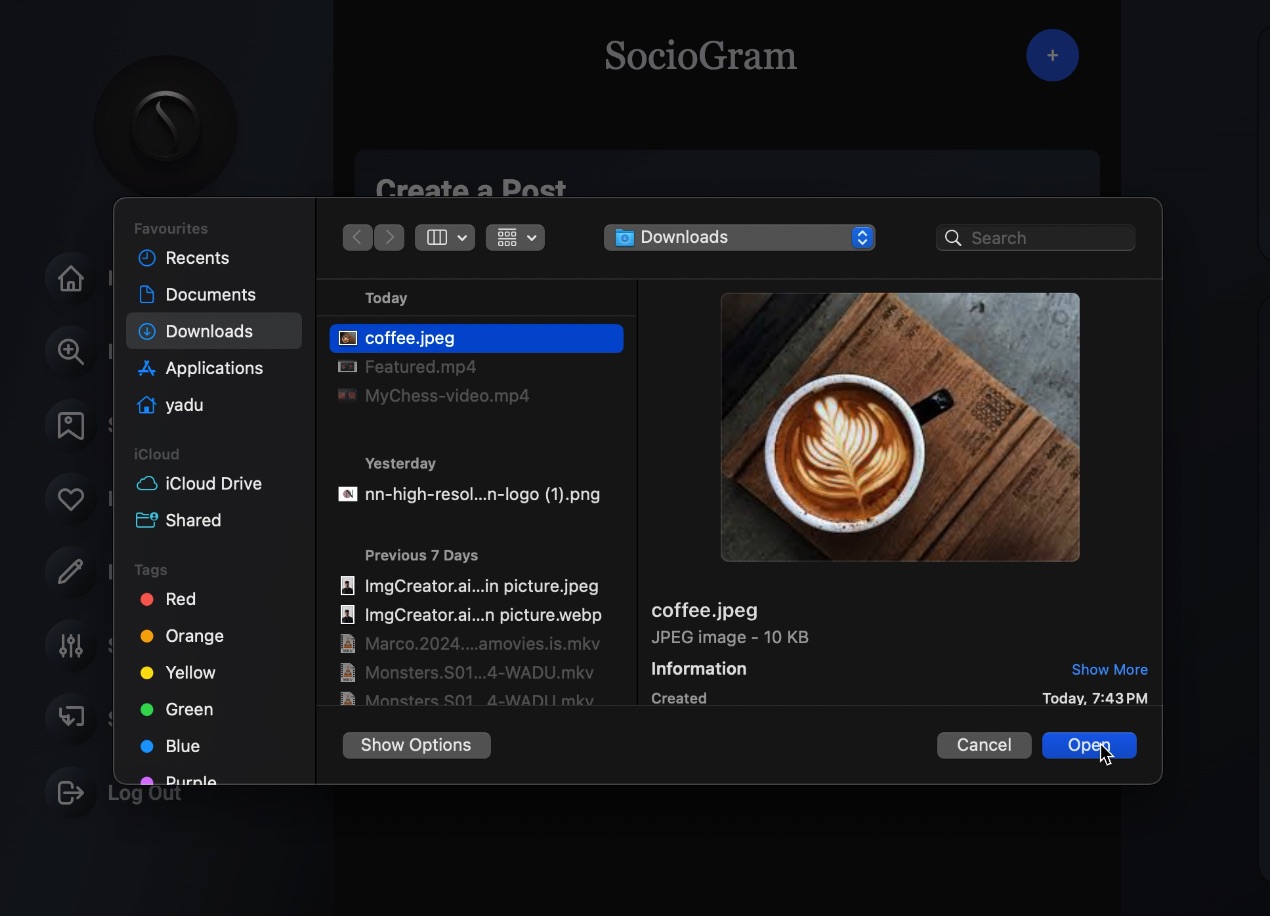 SocioGram
+
Create a Post
Favourites
Recents
Documents
Downloads
Applications
yadu
iCloud
iCloud Drive
Shared
Tags
Red
Orange
Yellow
Green
Blue
Purple
Log Out
Downloads
Search
Today
coffee.jpeg
Featured.mp4
MyChess-video.mp4
Yesterday
nn-high-resol...n-logo (1).png
Previous 7 Days
ImgCreator.ai...in picture.jpeg
ImgCreator.ai...n picture.webp
Marco.2024....amovies.is.mkv
Monsters.S01...4-WADU.mkv
Monsters.S01...4-WADU.mkv
coffee.jpeg
JPEG image - 10 KB
Information
Show More
Created
Today, 7:43 PM
Show Options
Cancel
Open